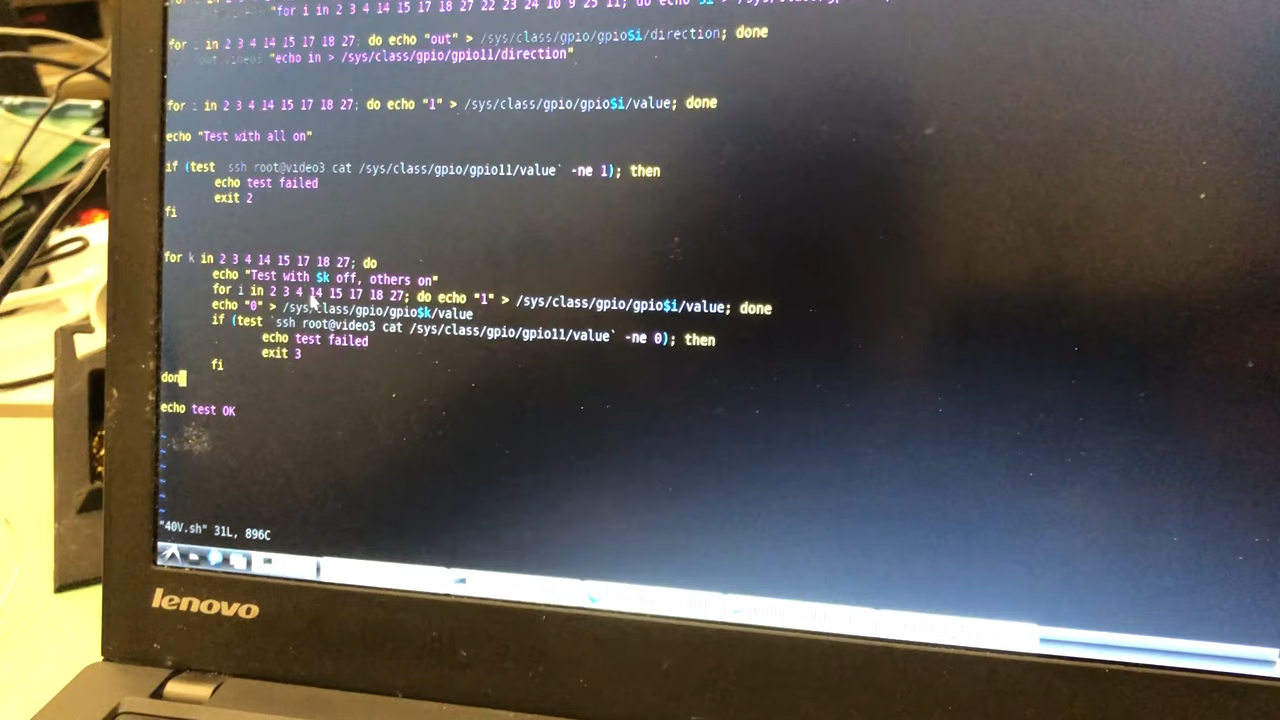 "for i in 2 3 4 14 15 17 18 27 22 23 24 10 9 25 11; do echo $i >
for i in 2 3 4 14 15 17 18 27; do echo "out" > /sys/class/gpio/gpio$i/direction; done
"echo in > /sys/class/gpio/gpio11/direction"
for i in 2 3 4 14 15 17 18 27; do echo "1" > /sys/class/gpio/gpio$i/value; done
echo "Test with all on"
if (test ssh root@video3 cat /sys/class/gpio/gpio11/value` -ne 1); then
echo test failed
exit 2
fi
for k in 2 3 4 14 15 17 18 27; do
echo "Test with $k off, others on"
for i in 2 3 4 14 15 17 18 27; do echo "1" > /sys/class/gpio/gpio$i/value; done
echo "0" > /sys/class/gpio/gpio$k/value
if (test `ssh root@video3 cat /sys/class/gpio/gpio11/value` -ne 0); then
echo test failed
exit 3
fi
don
echo test OK
~
~
~
~
~
~
"40V.sh" 31L, 896C
lenovo